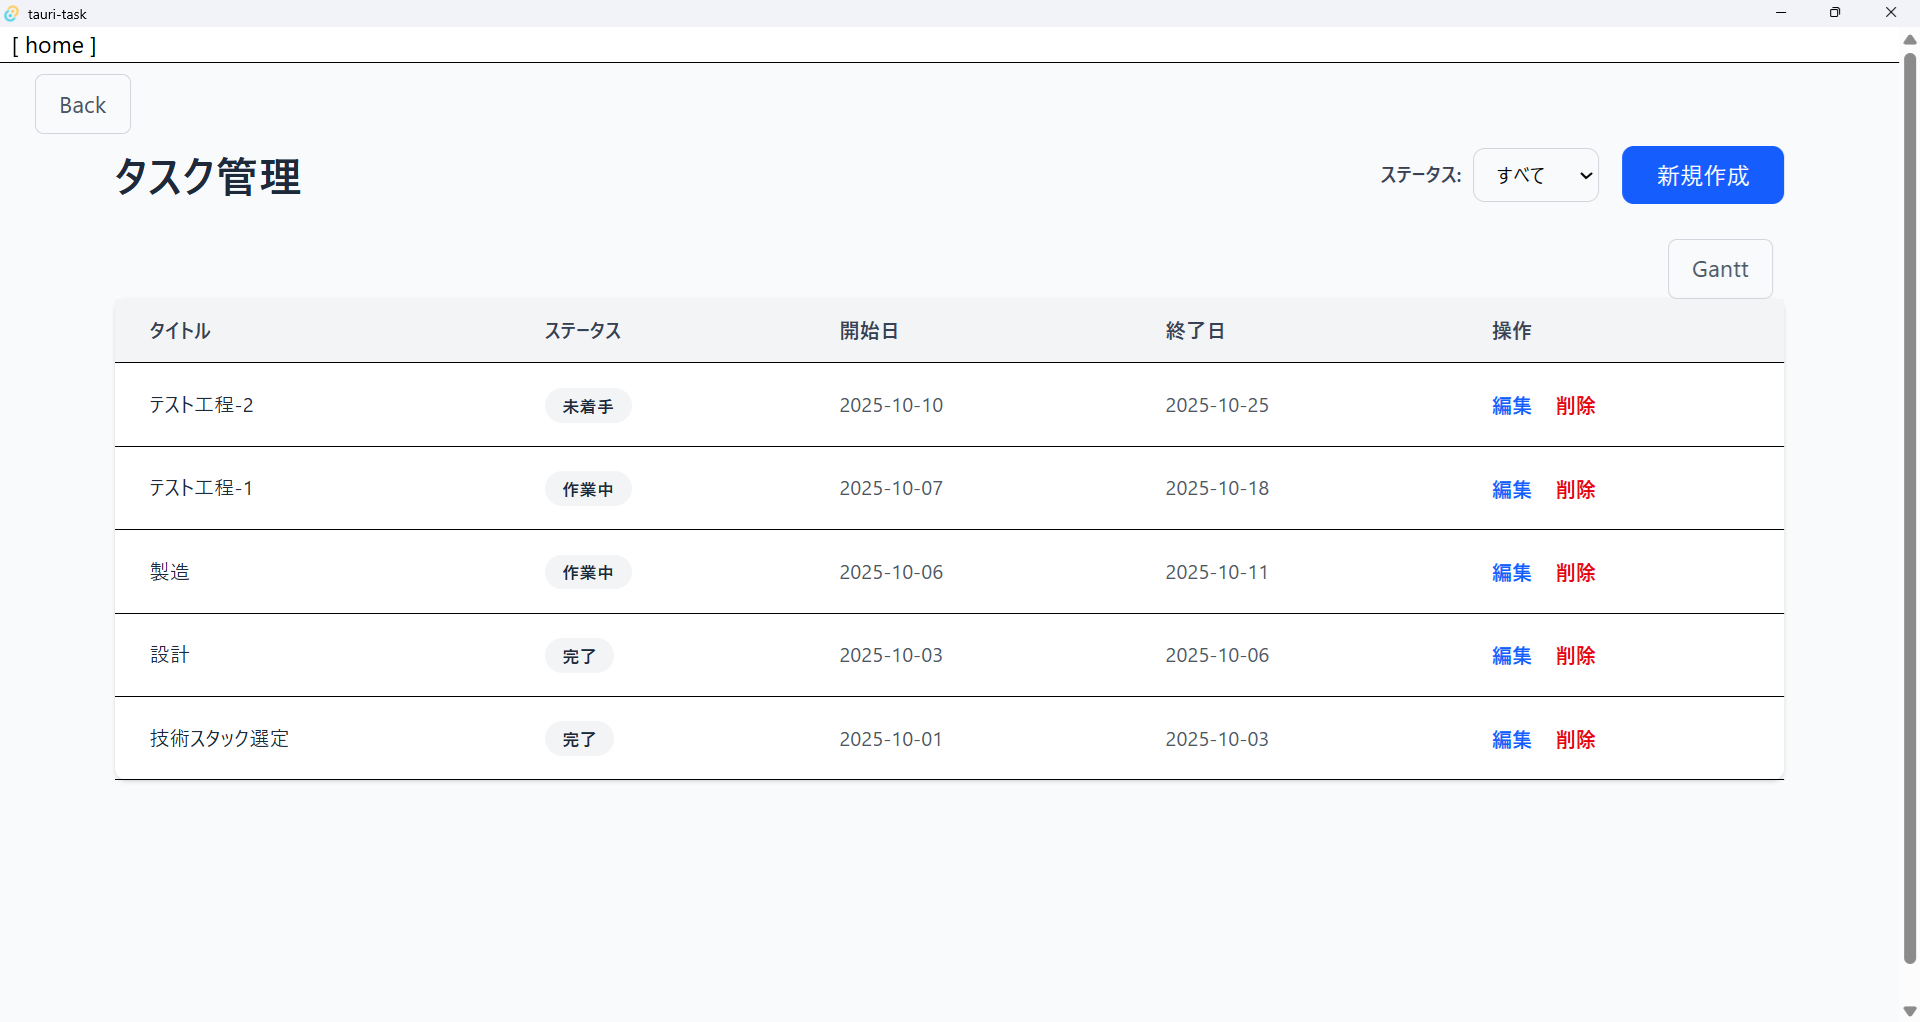 tauri-task
[ home ]
Back
タスク管理
ステータス: すべて 新規作成
Gantt
タイトル ステータス 開始日 終了日 操作
テスト工程-2 未着手 2025-10-10 2025-10-25 編集 削除
テスト工程-1 作業中 2025-10-07 2025-10-18 編集 削除
製造 作業中 2025-10-06 2025-10-11 編集 削除
設計 完了 2025-10-03 2025-10-06 編集 削除
技術スタック選定 完了 2025-10-01 2025-10-03 編集 削除